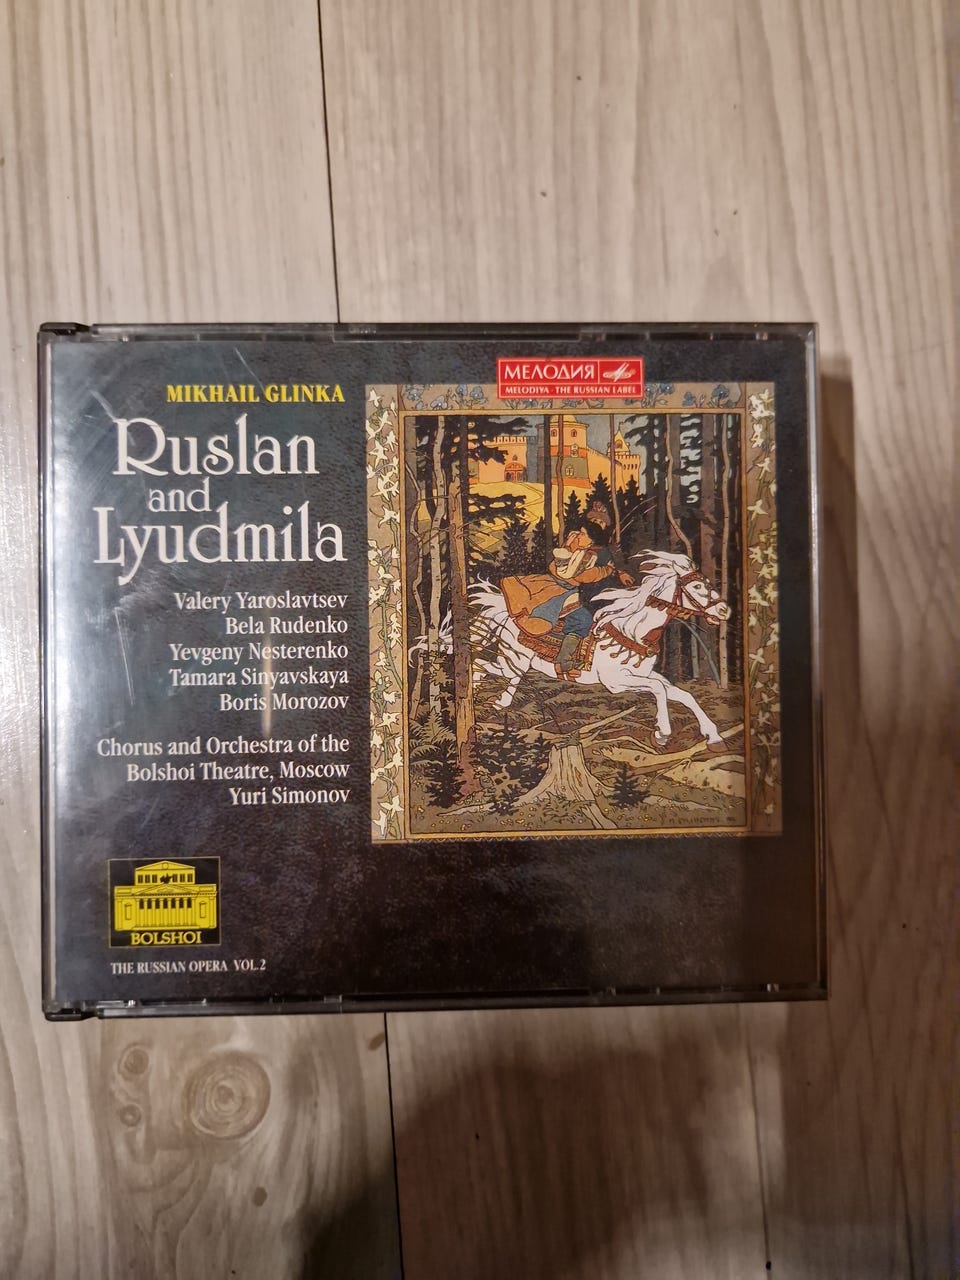 МЕЛОДИЯ
MELODIYA · THE RUSSIAN LABEL
MIKHAIL GLINKA
Ruslan
and
Lyudmila
Valery Yaroslavtsev
Bela Rudenko
Yevgeny Nesterenko
Tamara Sinyavskaya
Boris Morozov
Chorus and Orchestra of the
Bolshoi Theatre, Moscow
Yuri Simonov
BOLSHOI
THE RUSSIAN OPERA VOL.2